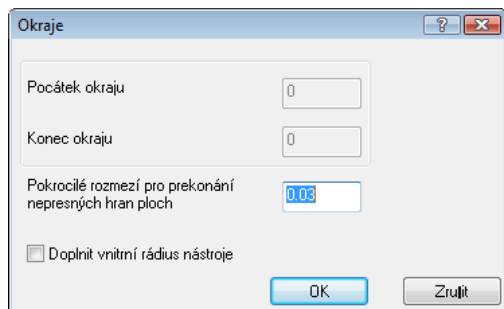 Okraje
Pocátek okraju
0
Konec okraju
0
Pokrocilé rozmezí pro prekonání
nepresných hran ploch
0.03
Doplnit vnitrní rádius nástroje
OK
Zrulit